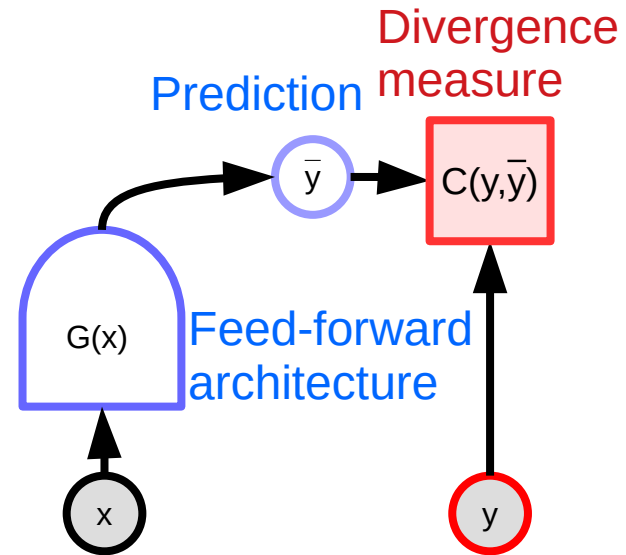 Divergence
measure
Prediction
ȳ
C(y,ȳ)
G(x)
Feed-forward
architecture
x
y